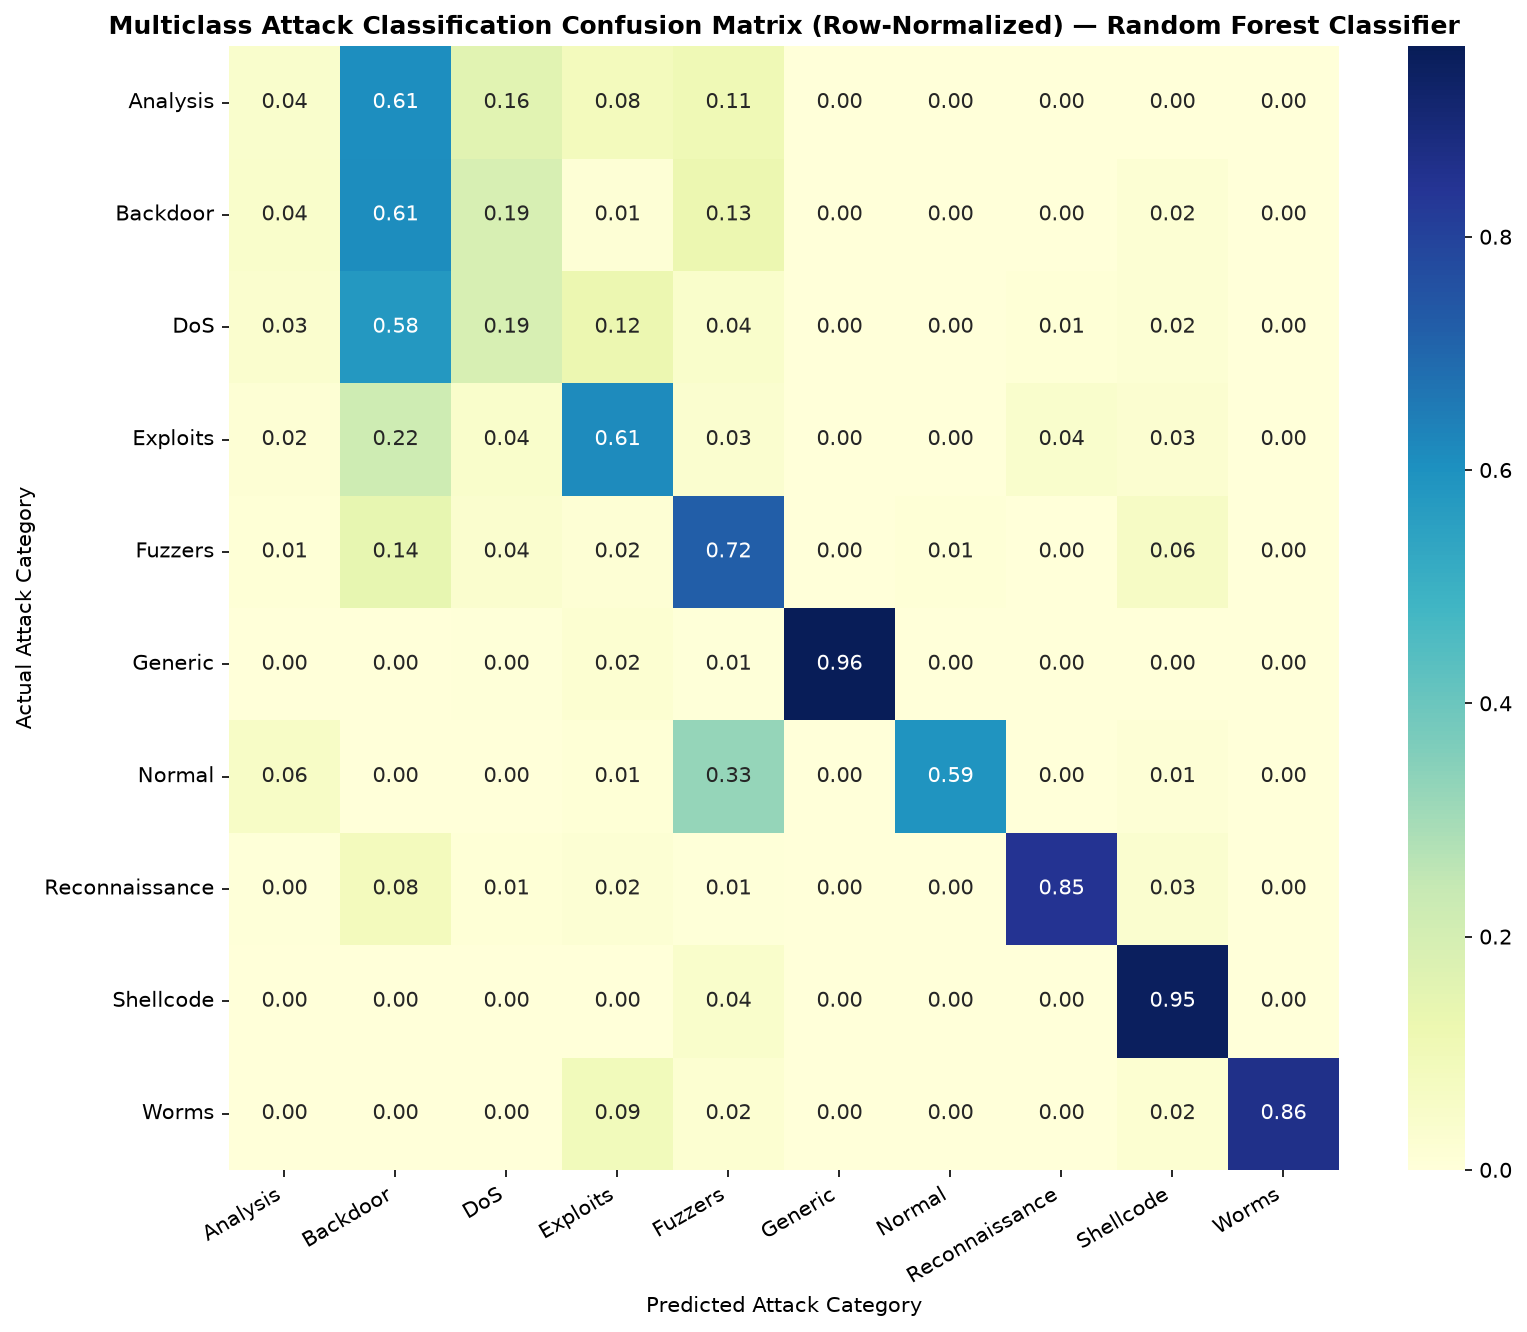 Multiclass Attack Classification Confusion Matrix (Row-Normalized) — Random Forest Classifier
Actual Attack Category
Analysis 0.04 0.61 0.16 0.08 0.11 0.00 0.00 0.00 0.00 0.00
Backdoor 0.04 0.61 0.19 0.01 0.13 0.00 0.00 0.00 0.02 0.00
DoS 0.03 0.58 0.19 0.12 0.04 0.00 0.00 0.01 0.02 0.00
Exploits 0.02 0.22 0.04 0.61 0.03 0.00 0.00 0.04 0.03 0.00
Fuzzers 0.01 0.14 0.04 0.02 0.72 0.00 0.01 0.00 0.06 0.00
Generic 0.00 0.00 0.00 0.02 0.01 0.96 0.00 0.00 0.00 0.00
Normal 0.06 0.00 0.00 0.01 0.33 0.00 0.59 0.00 0.01 0.00
Reconnaissance 0.00 0.08 0.01 0.02 0.01 0.00 0.00 0.85 0.03 0.00
Shellcode 0.00 0.00 0.00 0.00 0.04 0.00 0.00 0.00 0.95 0.00
Worms 0.00 0.00 0.00 0.09 0.02 0.00 0.00 0.00 0.02 0.86
Analysis Backdoor DoS Exploits Fuzzers Generic Normal Reconnaissance Shellcode Worms
Predicted Attack Category
0.8
0.6
0.4
0.2
0.0